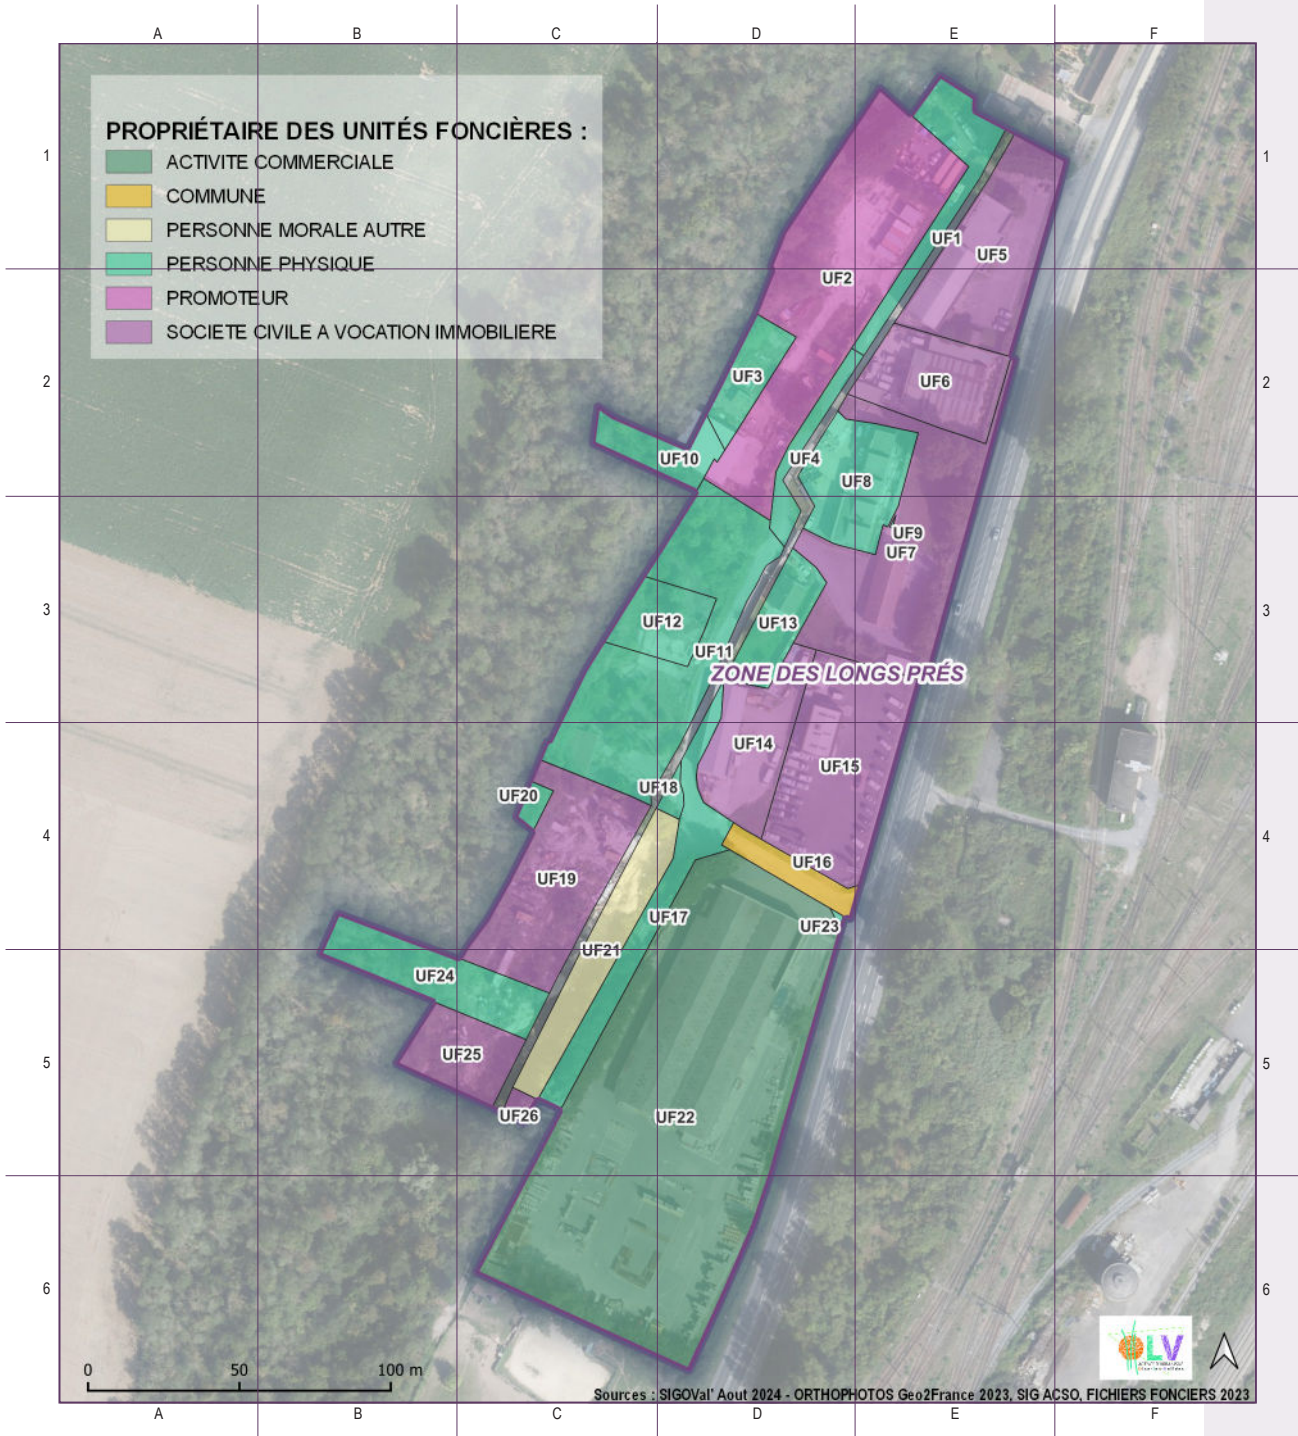 A B C D E F
PROPRIÉTAIRE DES UNITÉS FONCIÈRES :
ACTIVITE COMMERCIALE
COMMUNE
PERSONNE MORALE AUTRE
PERSONNE PHYSIQUE
PROMOTEUR
SOCIETE CIVILE A VOCATION IMMOBILIERE
1 1
UF1
UF5
UF2
UF3
2 2
UF6
UF10
UF4
UF8
UF9
UF7
3 3
UF12
UF13
UF11
ZONE DES LONGS PRÉS
UF14
UF15
UF18
UF20
4 4
UF16
UF19
UF17
UF23
UF21
UF24
UF25
5 5
UF26
UF22
6 6
LV
0 50 100 m
Sources : SIGOVal' Aout 2024 - ORTHOPHOTOS Geo2France 2023, SIG ACSO, FICHIERS FONCIERS 2023
A B C D E F